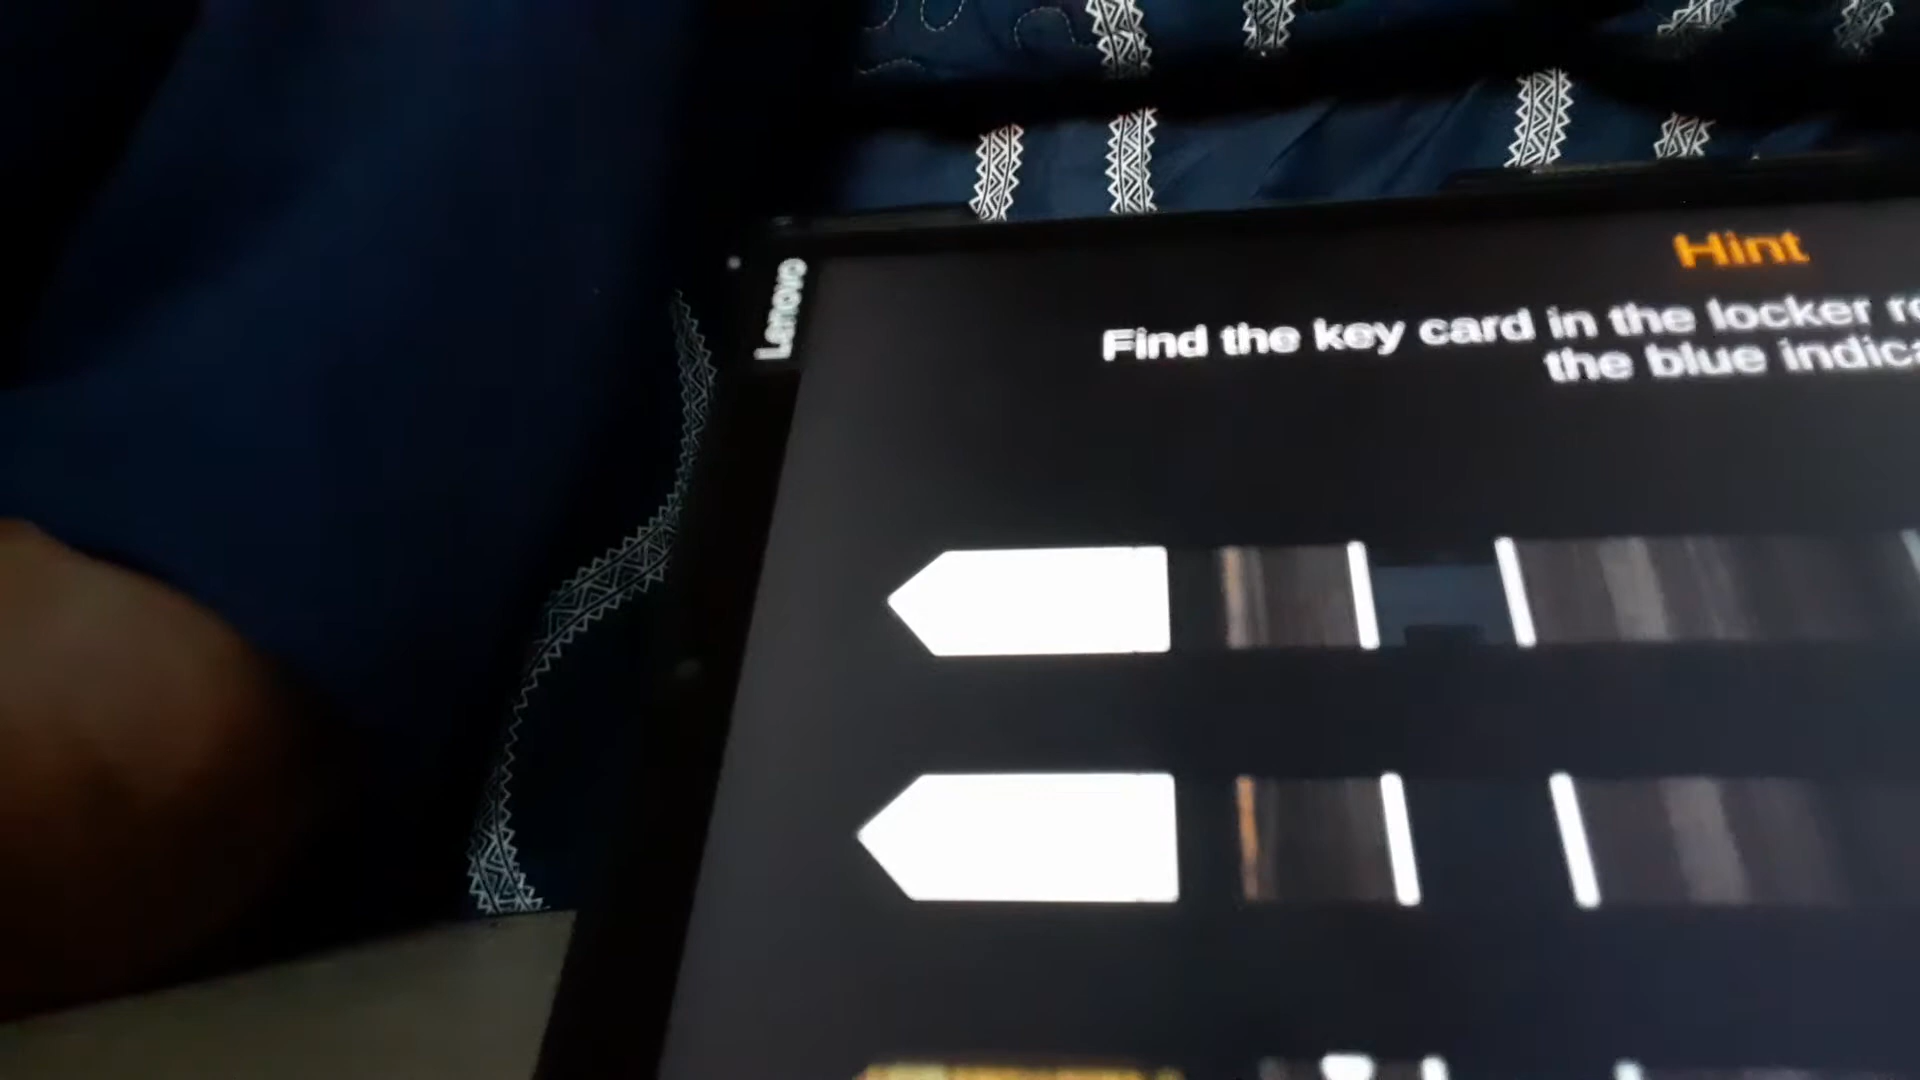 Lenovo
Hint
Find the key card in the locker
the blue